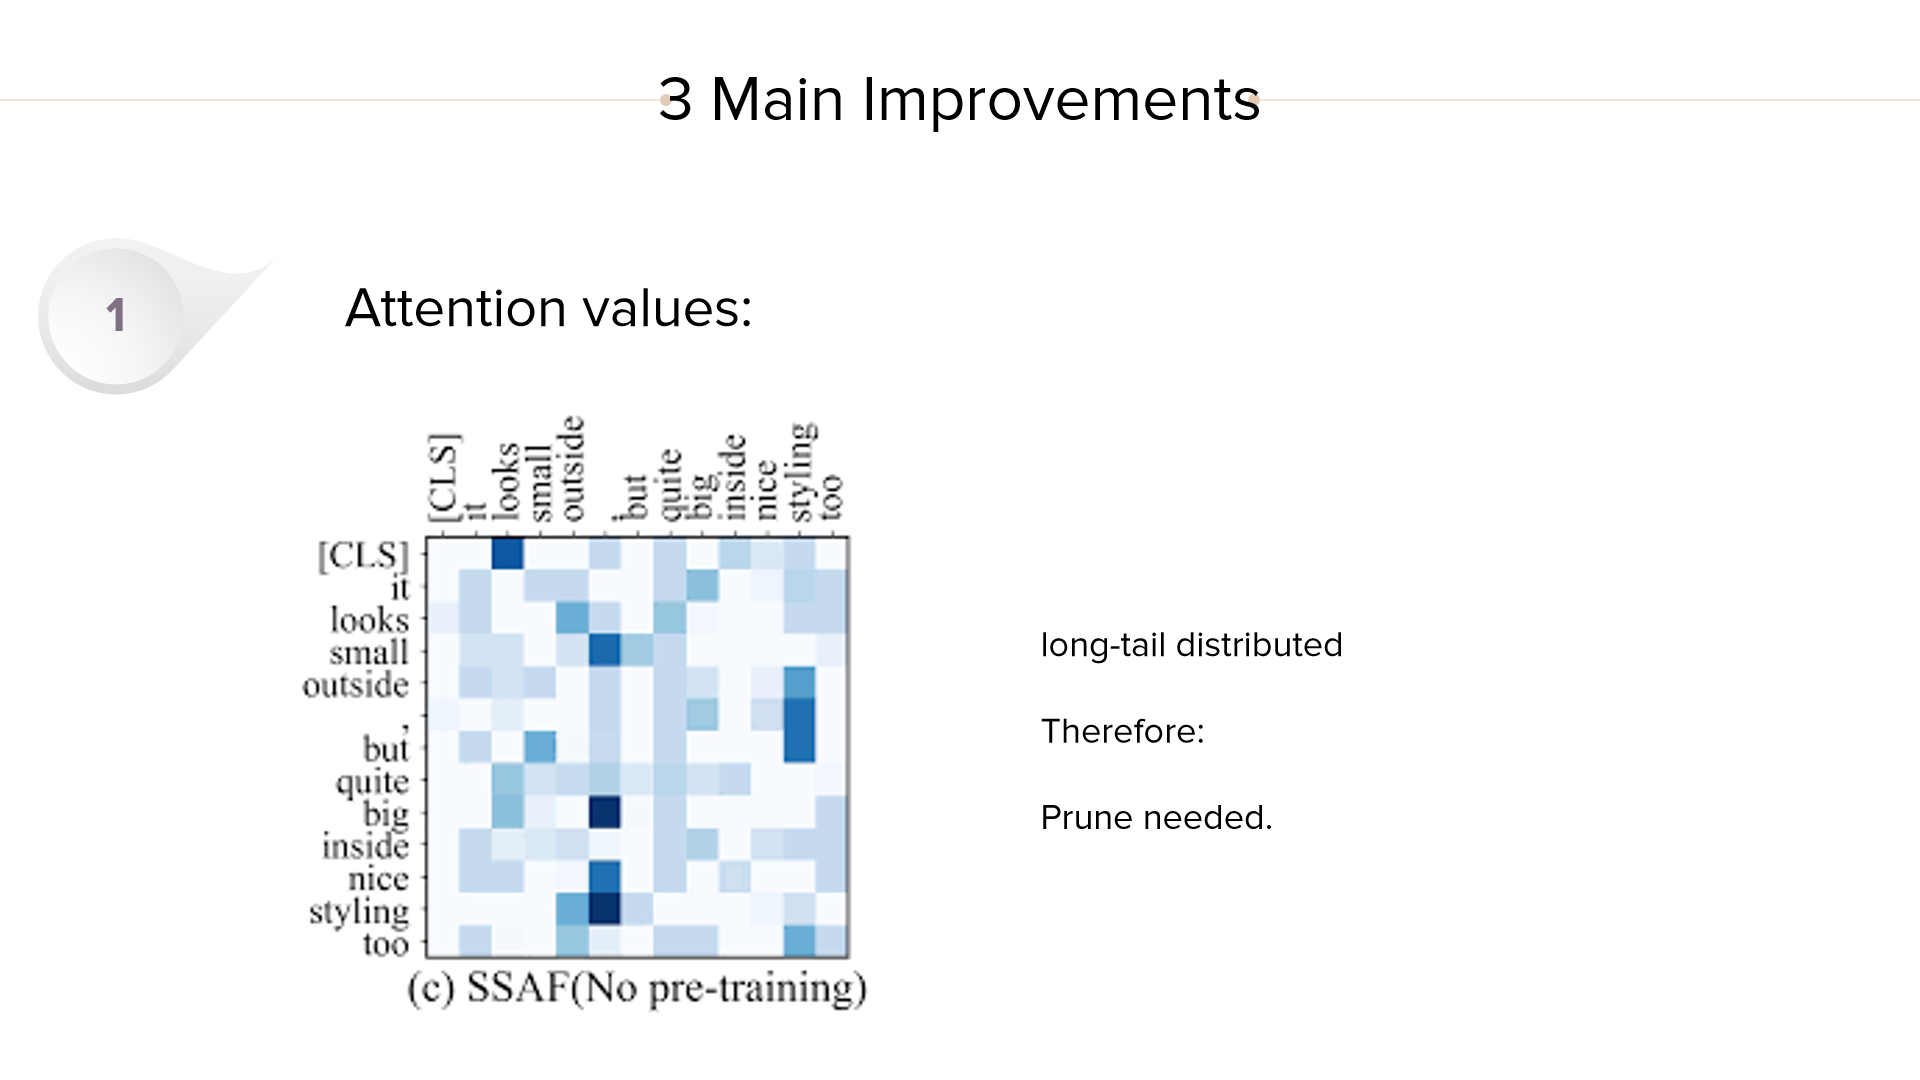 3 Main Improvements
1
Attention values:
[CLS] it looks small outside , but quite big inside nice styling too
[CLS]
it
looks
small
outside
,
but
quite
big
inside
nice
styling
too
(c) SSAF(No pre-training)
long-tail distributed
Therefore:
Prune needed.